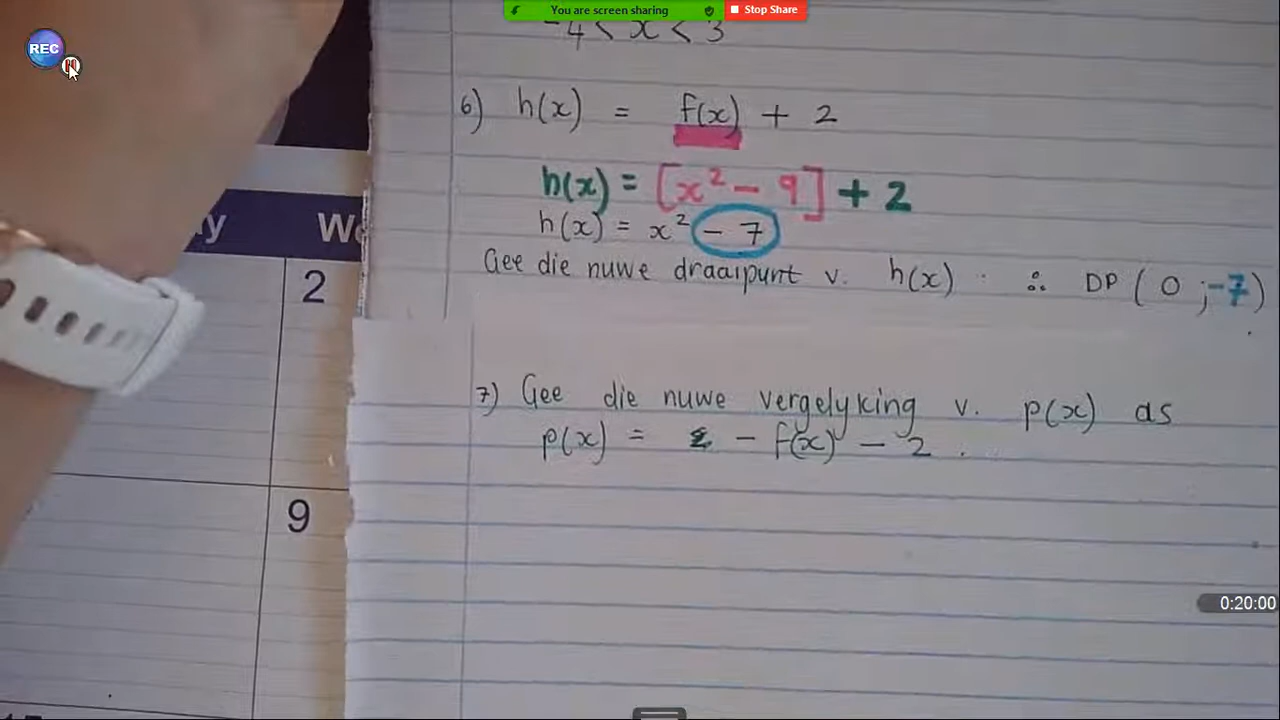 You are screen sharing
Stop Share
REC
-4 < x < 3
6) h(x) = f(x) + 2
h(x) = [x² - 9] + 2
h(x) = x² - 7
Gee die nuwe draaipunt v. h(x) . ∴ DP (0 ; -7)
7) Gee die nuwe vergelyking v. p(x) as
p(x) = - f(x) - 2 .
y
We
2
9
0:20:00